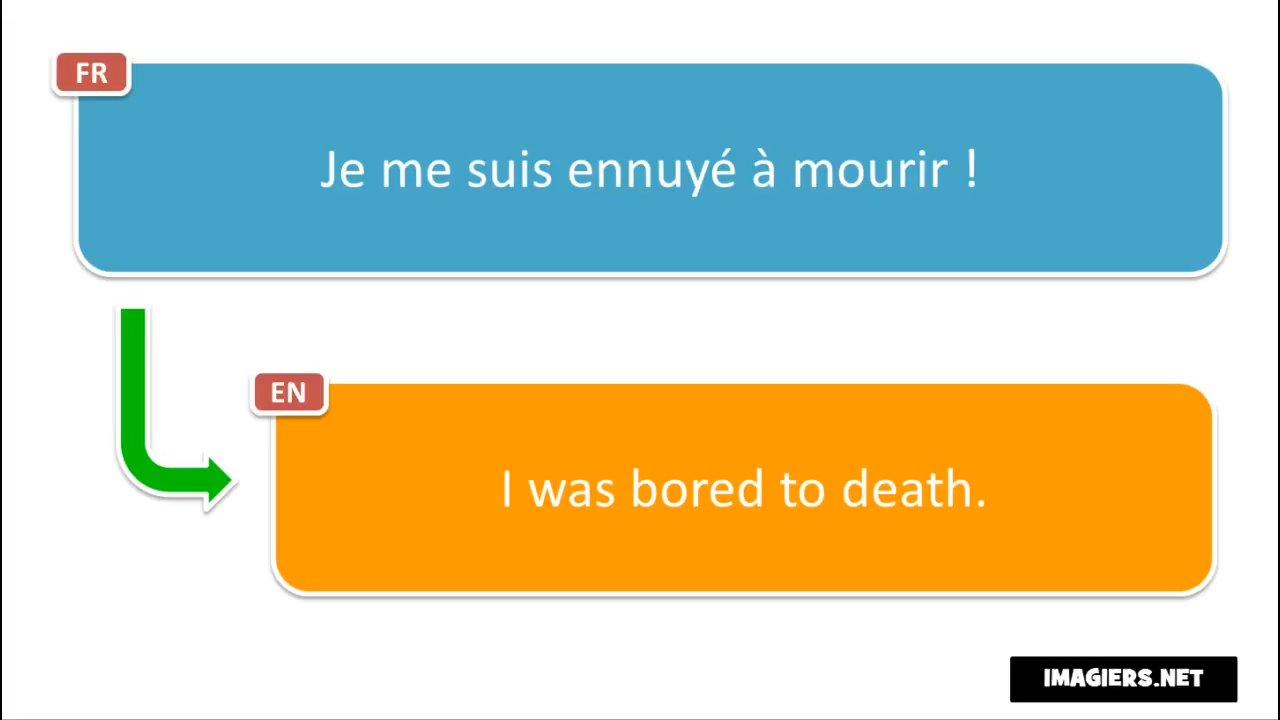 FR
Je me suis ennuyé à mourir !
EN
I was bored to death.
IMAGIERS.NET